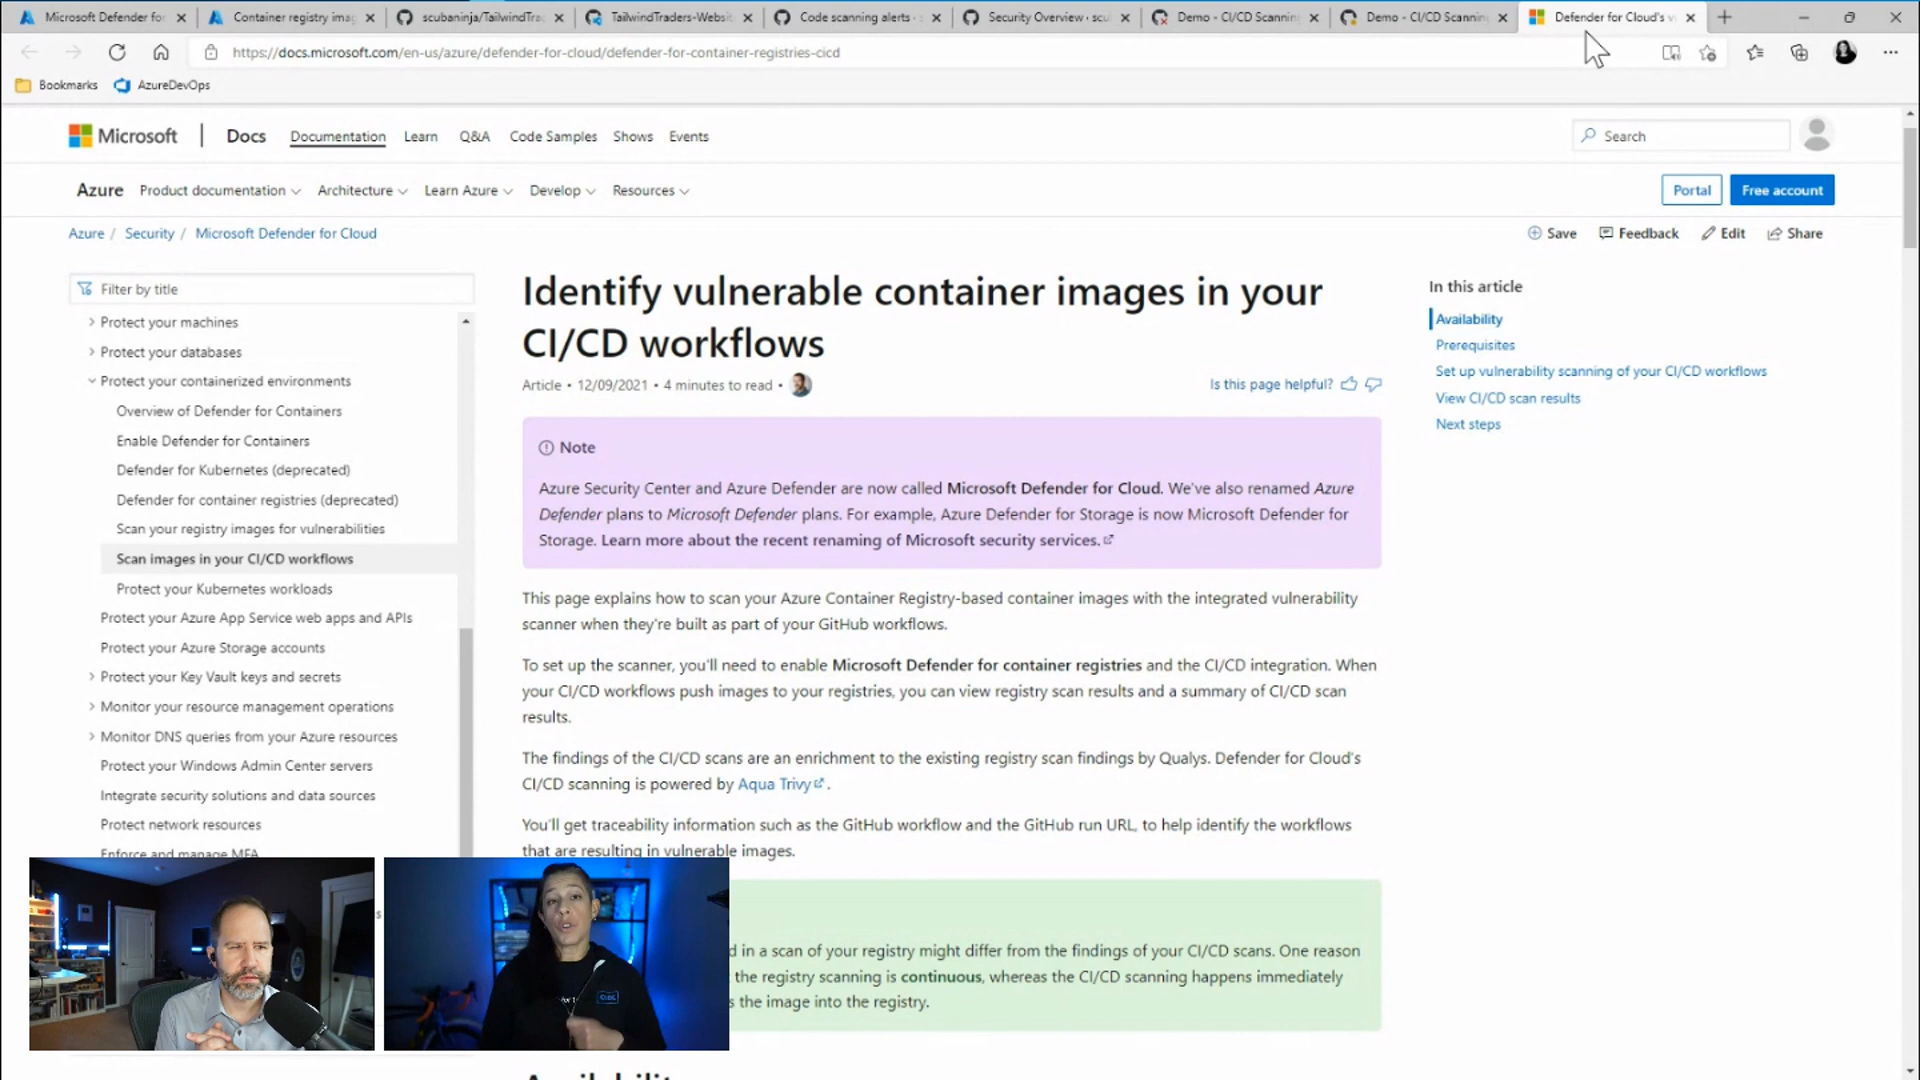 Microsoft Defender for
Container registry imag
scubaninja/TailwindTrac
TailwindTraders-Websit
Code scanning alerts ·
Security Overview · scu
Demo - CI/CD Scanning
Demo - CI/CD Scanning
Defender for Cloud's v
https://docs.microsoft.com/en-us/azure/defender-for-cloud/defender-for-container-registries-cicd
Bookmarks
AzureDevOps
Microsoft
Docs
Documentation
Learn
Q&A
Code Samples
Shows
Events
Search
Azure
Product documentation
Architecture
Learn Azure
Develop
Resources
Portal
Free account
Azure / Security / Microsoft Defender for Cloud
Save
Feedback
Edit
Share
Filter by title
Protect your machines
Protect your databases
Protect your containerized environments
Overview of Defender for Containers
Enable Defender for Containers
Defender for Kubernetes (deprecated)
Defender for container registries (deprecated)
Scan your registry images for vulnerabilities
Scan images in your CI/CD workflows
Protect your Kubernetes workloads
Protect your Azure App Service web apps and APIs
Protect your Azure Storage accounts
Protect your Key Vault keys and secrets
Monitor your resource management operations
Monitor DNS queries from your Azure resources
Protect your Windows Admin Center servers
Integrate security solutions and data sources
Protect network resources
Enforce and manage MFA
Identify vulnerable container images in your
CI/CD workflows
Article • 12/09/2021 • 4 minutes to read •
Is this page helpful?
Note
Azure Security Center and Azure Defender are now called Microsoft Defender for Cloud. We've also renamed Azure
Defender plans to Microsoft Defender plans. For example, Azure Defender for Storage is now Microsoft Defender for
Storage. Learn more about the recent renaming of Microsoft security services.
This page explains how to scan your Azure Container Registry-based container images with the integrated vulnerability
scanner when they're built as part of your GitHub workflows.
To set up the scanner, you'll need to enable Microsoft Defender for container registries and the CI/CD integration. When
your CI/CD workflows push images to your registries, you can view registry scan results and a summary of CI/CD scan
results.
The findings of the CI/CD scans are an enrichment to the existing registry scan findings by Qualys. Defender for Cloud's
CI/CD scanning is powered by Aqua Trivy.
You'll get traceability information such as the GitHub workflow and the GitHub run URL, to help identify the workflows
that are resulting in vulnerable images.
d in a scan of your registry might differ from the findings of your CI/CD scans. One reason
the registry scanning is continuous, whereas the CI/CD scanning happens immediately
s the image into the registry.
Availability
In this article
Availability
Prerequisites
Set up vulnerability scanning of your CI/CD workflows
View CI/CD scan results
Next steps